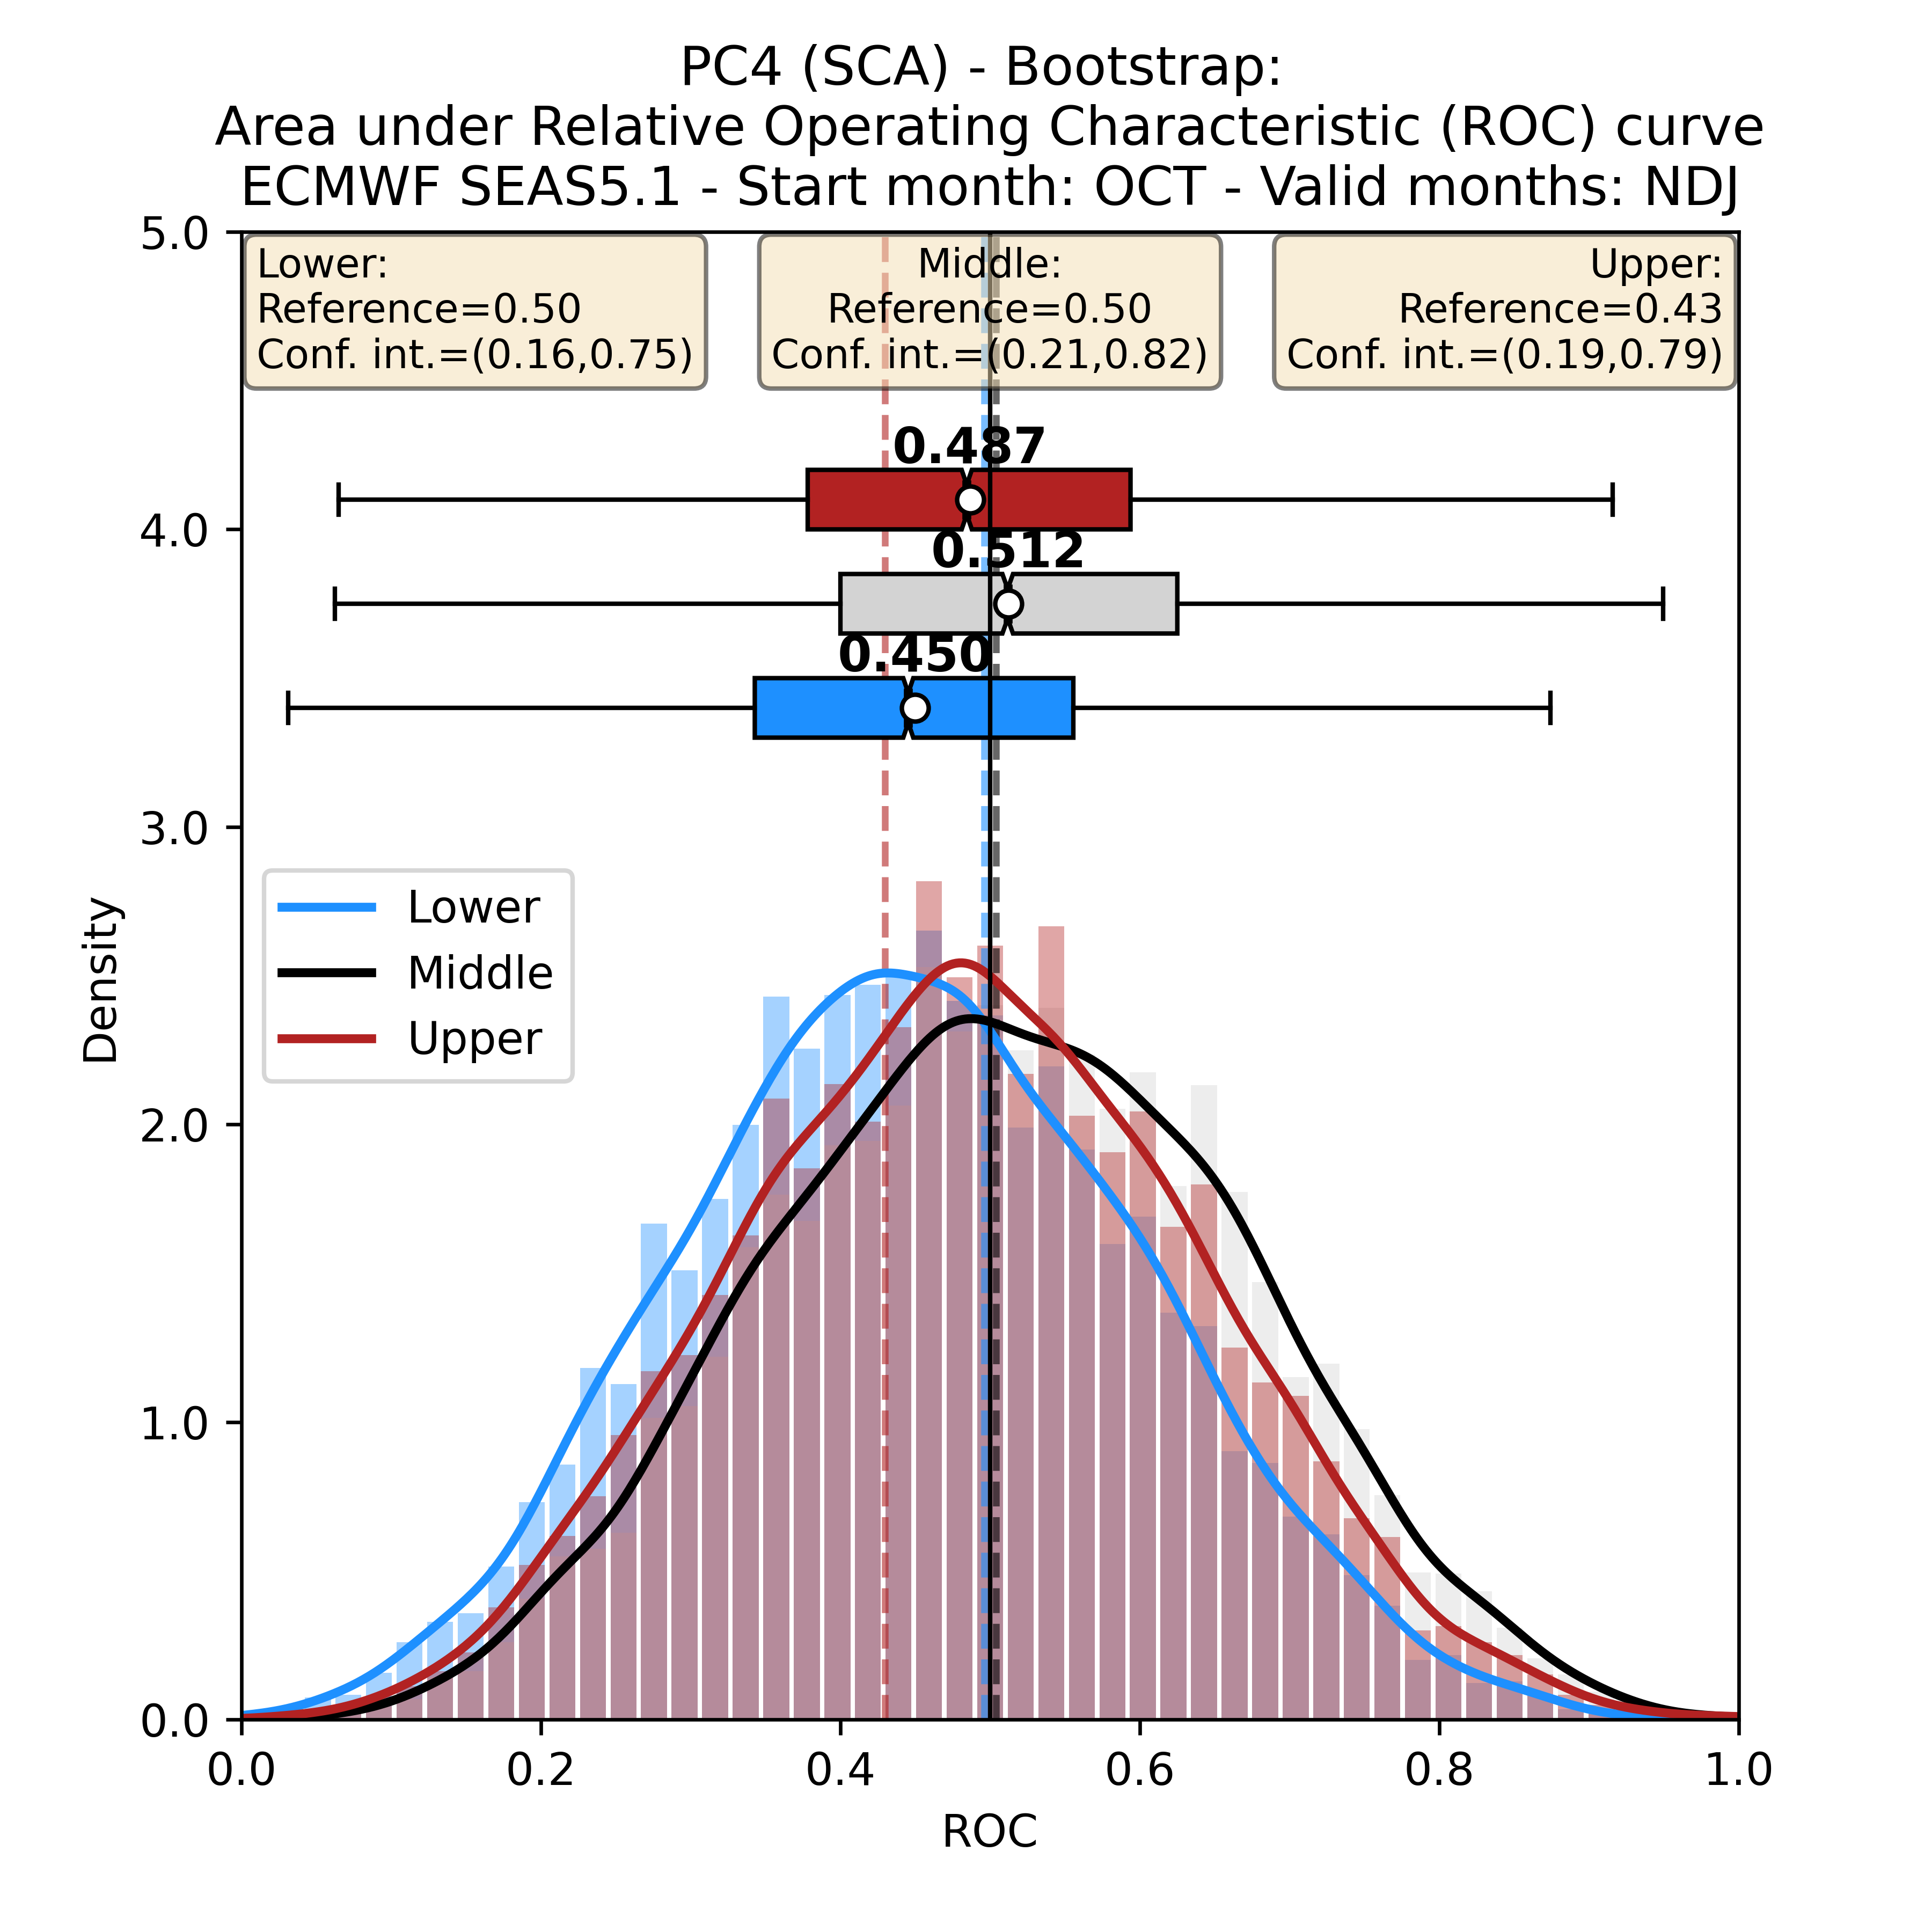 PC4 (SCA) - Bootstrap:
Area under Relative Operating Characteristic (ROC) curve
ECMWF SEAS5.1 - Start month: OCT - Valid months: NDJ
Lower:
Reference=0.50
Conf. int.=(0.16,0.75)
Middle:
Reference=0.50
Conf. int.=(0.21,0.82)
Upper:
Reference=0.43
Conf. int.=(0.19,0.79)
0.487
0.512
0.450
5.0
4.0
3.0
2.0
1.0
0.0
Density
Lower
Middle
Upper
0.0
0.2
0.4
0.6
0.8
1.0
ROC